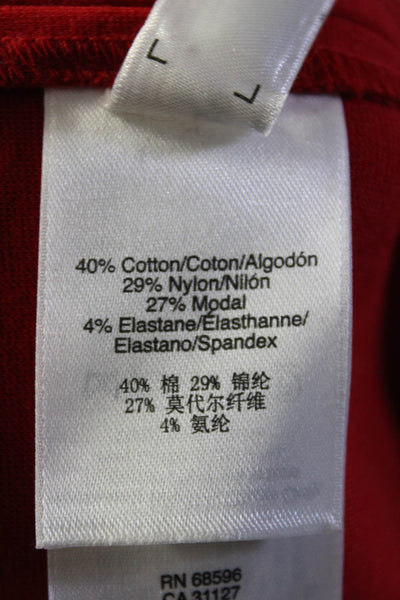 L L
40% Cotton/Coton/Algodón
29% Nylon/Nilón
27% Modal
4% Elastane/Élasthanne/
Elastano/Spandex
40% 棉 29% 锦纶
27% 莫代尔纤维
4% 氨纶
RN 68596
CA 31127